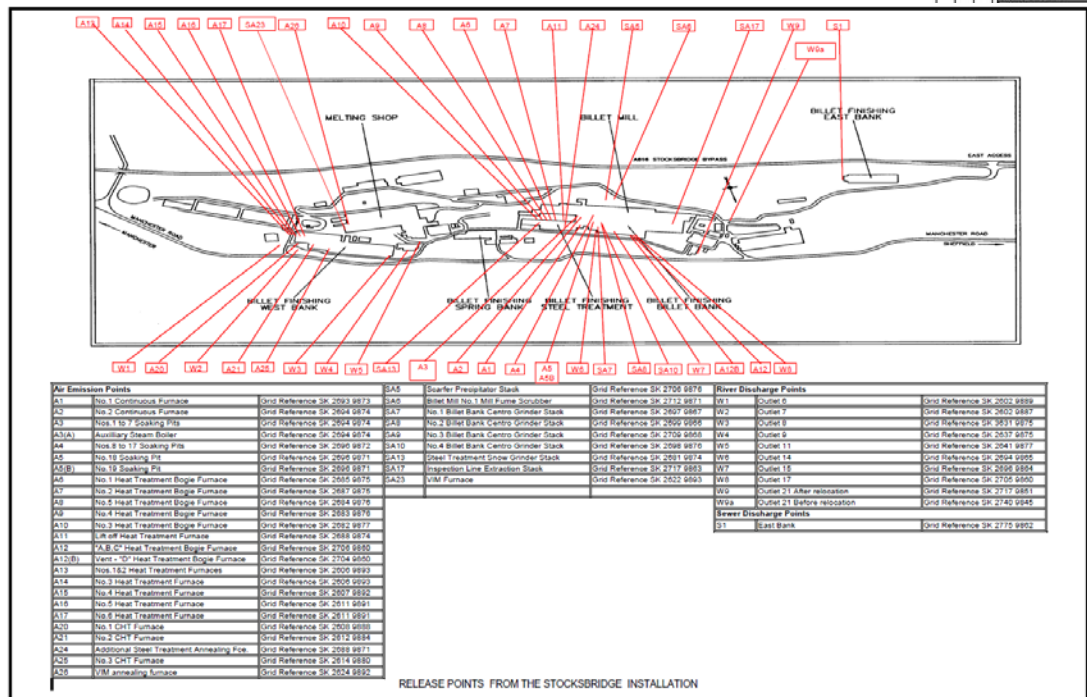 A13 A14 A15 A16 A17 SA23 A26 A10 A9 A8 A6 A7 A11 A24 SA5 SA6 SA17 W9 S1
W9a
MELTING SHOP
BILLET MILL
BILLET FINISHING
EAST BANK
A616 STOCKSBRIDGE BYPASS
EAST ACCESS
MANCHESTER ROAD
MANCHESTER
MANCHESTER ROAD
SHEFFIELD
BILLET FINISHING
WEST BANK
BILLET FINISHING
SPRING BANK
BILLET FINISHING
STEEL TREATMENT
BILLET FINISHING
BILLET BANK
W1 A20 W2 A21 A25 W3 W4 W5 SA13 A3 A2 A1 A4 A5 A5B W6 SA7 SA8 SA10 W7 A12B A12 W8
Air Emission Points
A1 No.1 Continuous Furnace Grid Reference SK 2693 9873
A2 No.2 Continuous Furnace Grid Reference SK 2694 9874
A3 Nos.1 to 7 Soaking Pits Grid Reference SK 2694 9874
A3(A) Auxilliary Steam Boiler Grid Reference SK 2694 9874
A4 Nos.8 to 17 Soaking Pits Grid Reference SK 2696 9872
A5 No.18 Soaking Pit Grid Reference SK 2696 9871
A5(B) No.19 Soaking Pit Grid Reference SK 2696 9871
A6 No.1 Heat Treatment Bogie Furnace Grid Reference SK 2685 9875
A7 No.2 Heat Treatment Bogie Furnace Grid Reference SK 2687 9875
A8 No.5 Heat Treatment Bogie Furnace Grid Reference SK 2684 9876
A9 No.4 Heat Treatment Bogie Furnace Grid Reference SK 2683 9876
A10 No.3 Heat Treatment Bogie Furnace Grid Reference SK 2682 9877
A11 Lift off Heat Treatment Furnace Grid Reference SK 2688 9874
A12 "A,B,C" Heat Treatment Bogie Furnace Grid Reference SK 2706 9860
A12(B) Vent - "D" Heat Treatment Bogie Furnace Grid Reference SK 2704 9860
A13 Nos.1&2 Heat Treatment Furnaces Grid Reference SK 2606 9893
A14 No.3 Heat Treatment Furnace Grid Reference SK 2606 9893
A15 No.4 Heat Treatment Furnace Grid Reference SK 2607 9892
A16 No.5 Heat Treatment Furnace Grid Reference SK 2611 9891
A17 No.6 Heat Treatment Furnace Grid Reference SK 2611 9891
A20 No.1 CHT Furnace Grid Reference SK 2608 9888
A21 No.2 CHT Furnace Grid Reference SK 2612 9884
A24 Additional Steel Treatment Annealing Fce. Grid Reference SK 2688 9871
A25 No.3 CHT Furnace Grid Reference SK 2614 9880
A26 VIM annealing furnace Grid Reference SK 2624 9892
SA5 Scarfer Precipitator Stack Grid Reference SK 2706 9876
SA6 Billet Mill No.1 Mill Fume Scrubber Grid Reference SK 2712 9871
SA7 No.1 Billet Bank Centro Grinder Stack Grid Reference SK 2697 9867
SA8 No.2 Billet Bank Centro Grinder Stack Grid Reference SK 2699 9866
SA9 No.3 Billet Bank Centro Grinder Stack Grid Reference SK 2709 9868
SA10 No.4 Billet Bank Centro Grinder Stack Grid Reference SK 2698 9876
SA13 Steel Treatment Snow Grinder Stack Grid Reference SK 2681 9874
SA17 Inspection Line Extraction Stack Grid Reference SK 2717 9863
SA23 VIM Furnace Grid Reference SK 2622 9893
River Discharge Points
W1 Outlet 6 Grid Reference SK 2602 9889
W2 Outlet 7 Grid Reference SK 2602 9887
W3 Outlet 8 Grid Reference SK 2631 9875
W4 Outlet 9 Grid Reference SK 2637 9875
W5 Outlet 11 Grid Reference SK 2641 9877
W6 Outlet 14 Grid Reference SK 2694 9865
W7 Outlet 15 Grid Reference SK 2696 9864
W8 Outlet 17 Grid Reference SK 2705 9860
W9 Outlet 21 After relocation Grid Reference SK 2717 9851
W9a Outlet 21 Before relocation Grid Reference SK 2740 9845
Sewer Discharge Points
S1 East Bank Grid Reference SK 2775 9862
RELEASE POINTS FROM THE STOCKSBRIDGE INSTALLATION